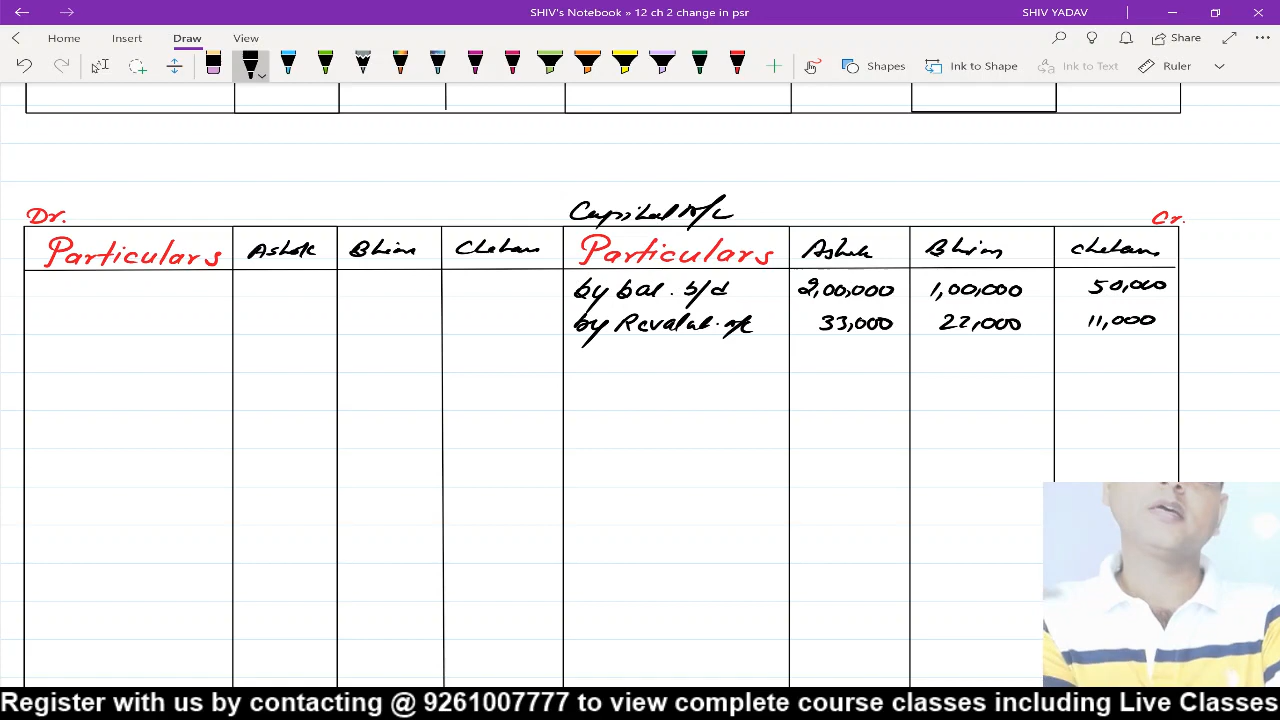 SHIV's Notebook » 12 ch 2 change in psr
SHIV YADAV
Home Insert Draw View
Share
Shapes Ink to Shape Ink to Text Ruler
Capital A/c
Dr. Cr.
Particulars Ashok Bhim Chetan Particulars Ashok Bhim Chetan
by bal. b/d 2,00,000 1,00,000 50,000
by Revaluat. a/c 33,000 22,000 11,000
Register with us by contacting @ 9261007777 to view complete course classes including Live Classes